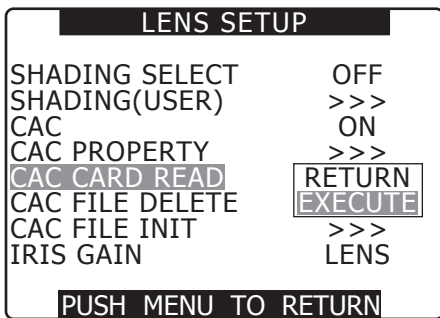 LENS SETUP
SHADING SELECT OFF
SHADING(USER) >>>
CAC ON
CAC PROPERTY >>>
CAC CARD READ RETURN
CAC FILE DELETE EXECUTE
CAC FILE INIT >>>
IRIS GAIN LENS
PUSH MENU TO RETURN